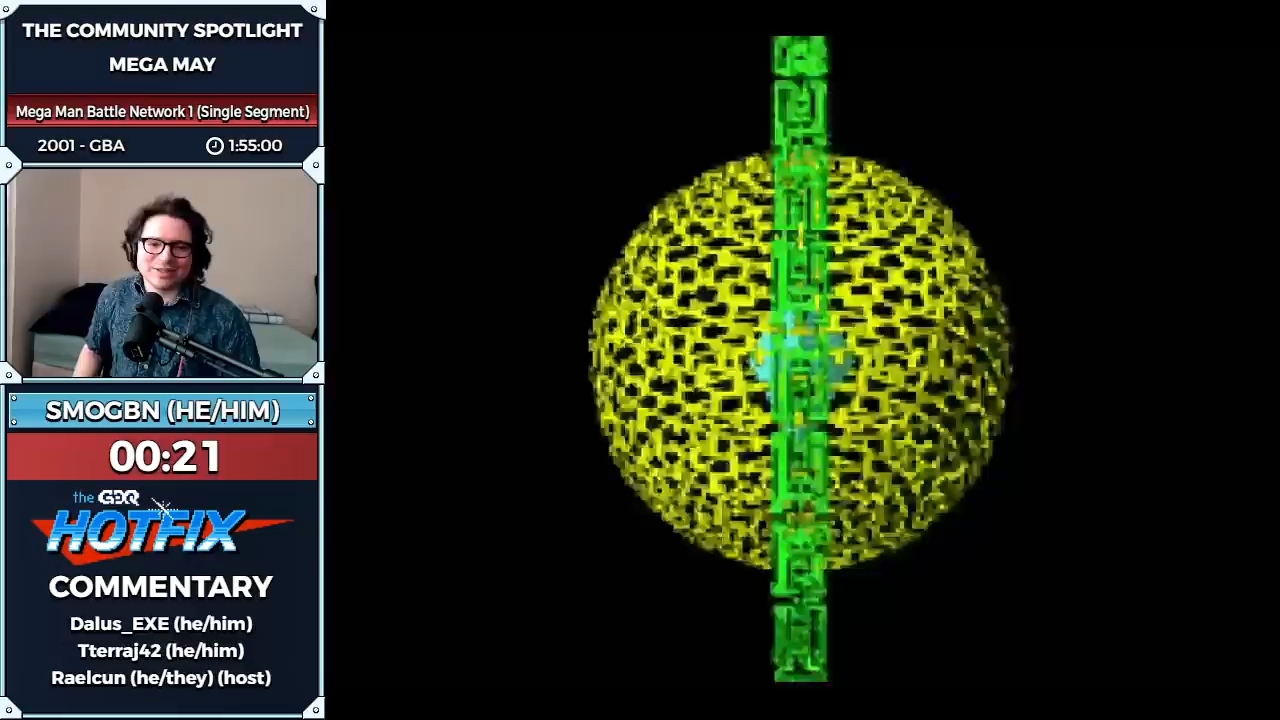 THE COMMUNITY SPOTLIGHT
MEGA MAY
Mega Man Battle Network 1 (Single Segment)
2001 - GBA 1:55:00
SMOGBN (HE/HIM)
00:21
the GDQ
HOTFIX
COMMENTARY
Dalus_EXE (he/him)
Tterraj42 (he/him)
Raelcun (he/they) (host)